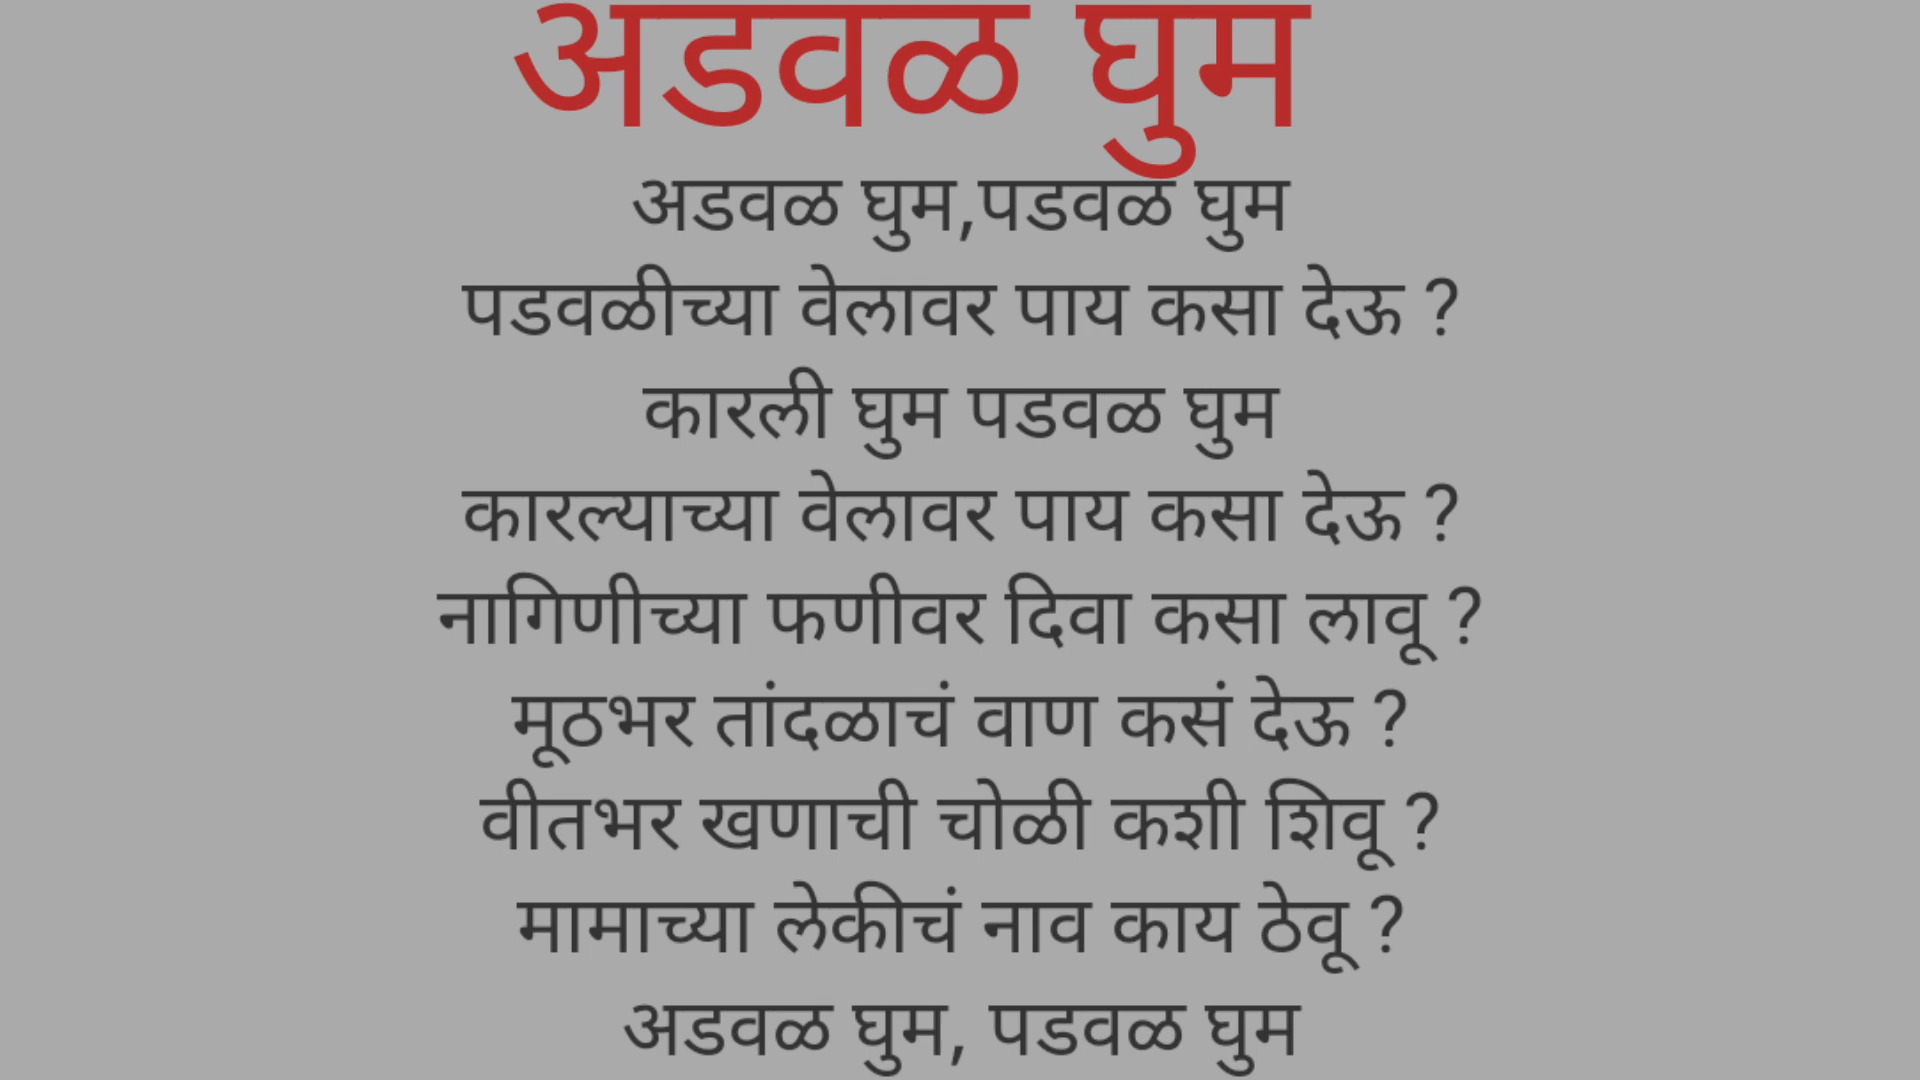 अडवळ घुम
अडवळ घुम,पडवळ घुम
पडवळीच्या वेलावर पाय कसा देऊ ?
कारली घुम पडवळ घुम
कारल्याच्या वेलावर पाय कसा देऊ ?
नागिणीच्या फणीवर दिवा कसा लावू ?
मूठभर तांदळाचं वाण कसं देऊ ?
वीतभर खणाची चोळी कशी शिवू ?
मामाच्या लेकीचं नाव काय ठेवू ?
अडवळ घुम, पडवळ घुम